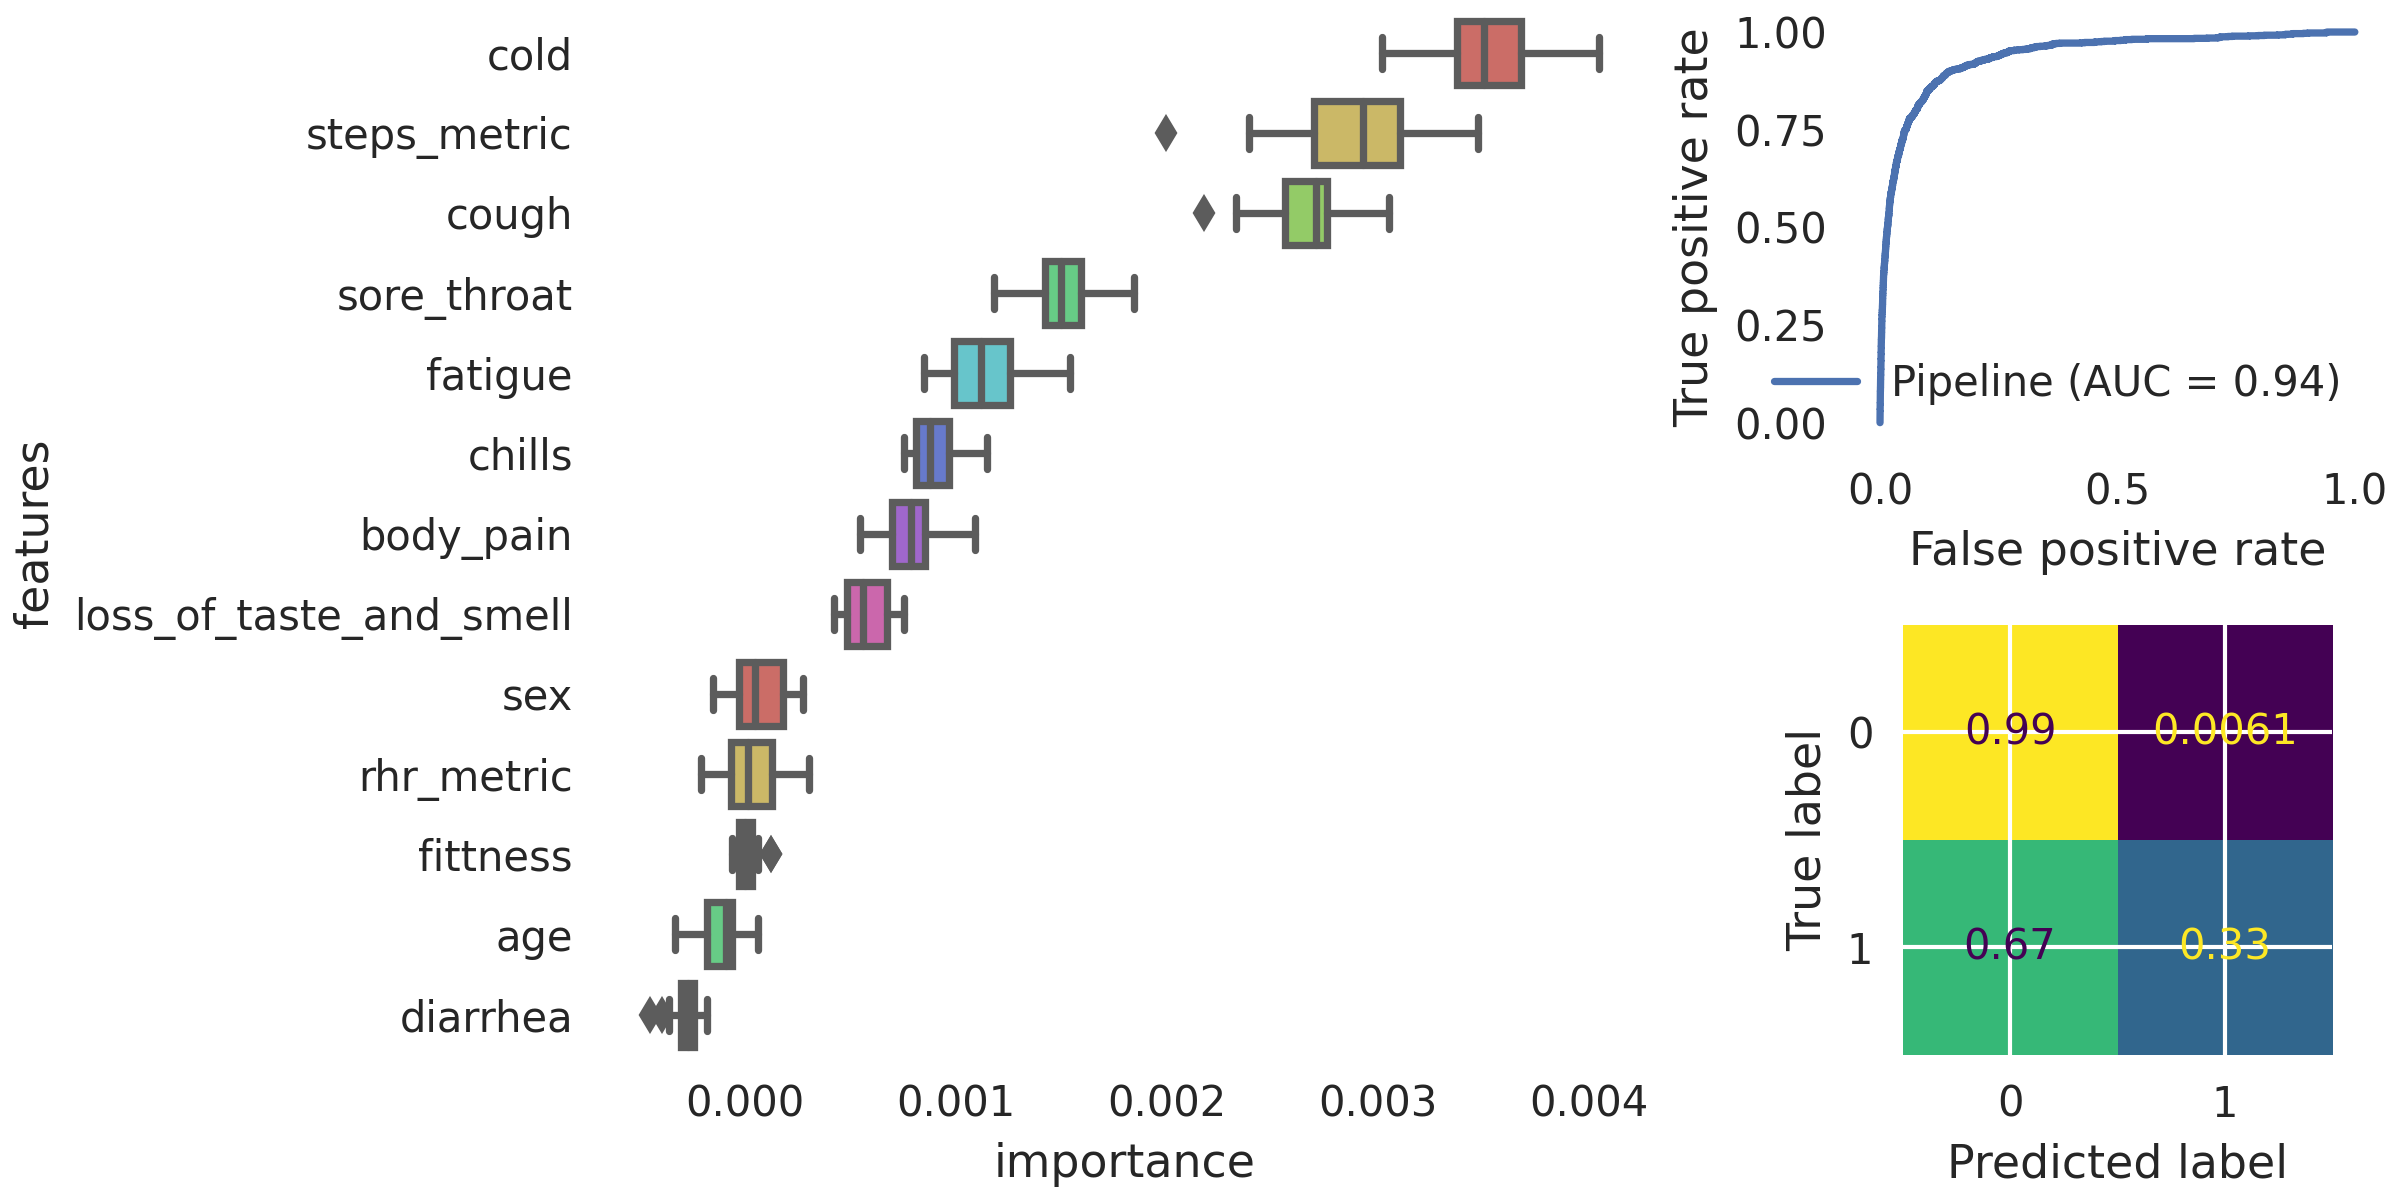 features
cold
steps_metric
cough
sore_throat
fatigue
chills
body_pain
loss_of_taste_and_smell
sex
rhr_metric
fittness
age
diarrhea
0.000 0.001 0.002 0.003 0.004
importance
True positive rate
1.00
0.75
0.50
0.25
0.00
Pipeline (AUC = 0.94)
0.0 0.5 1.0
False positive rate
True label
0 0.99 0.0061
1 0.67 0.33
0 1
Predicted label